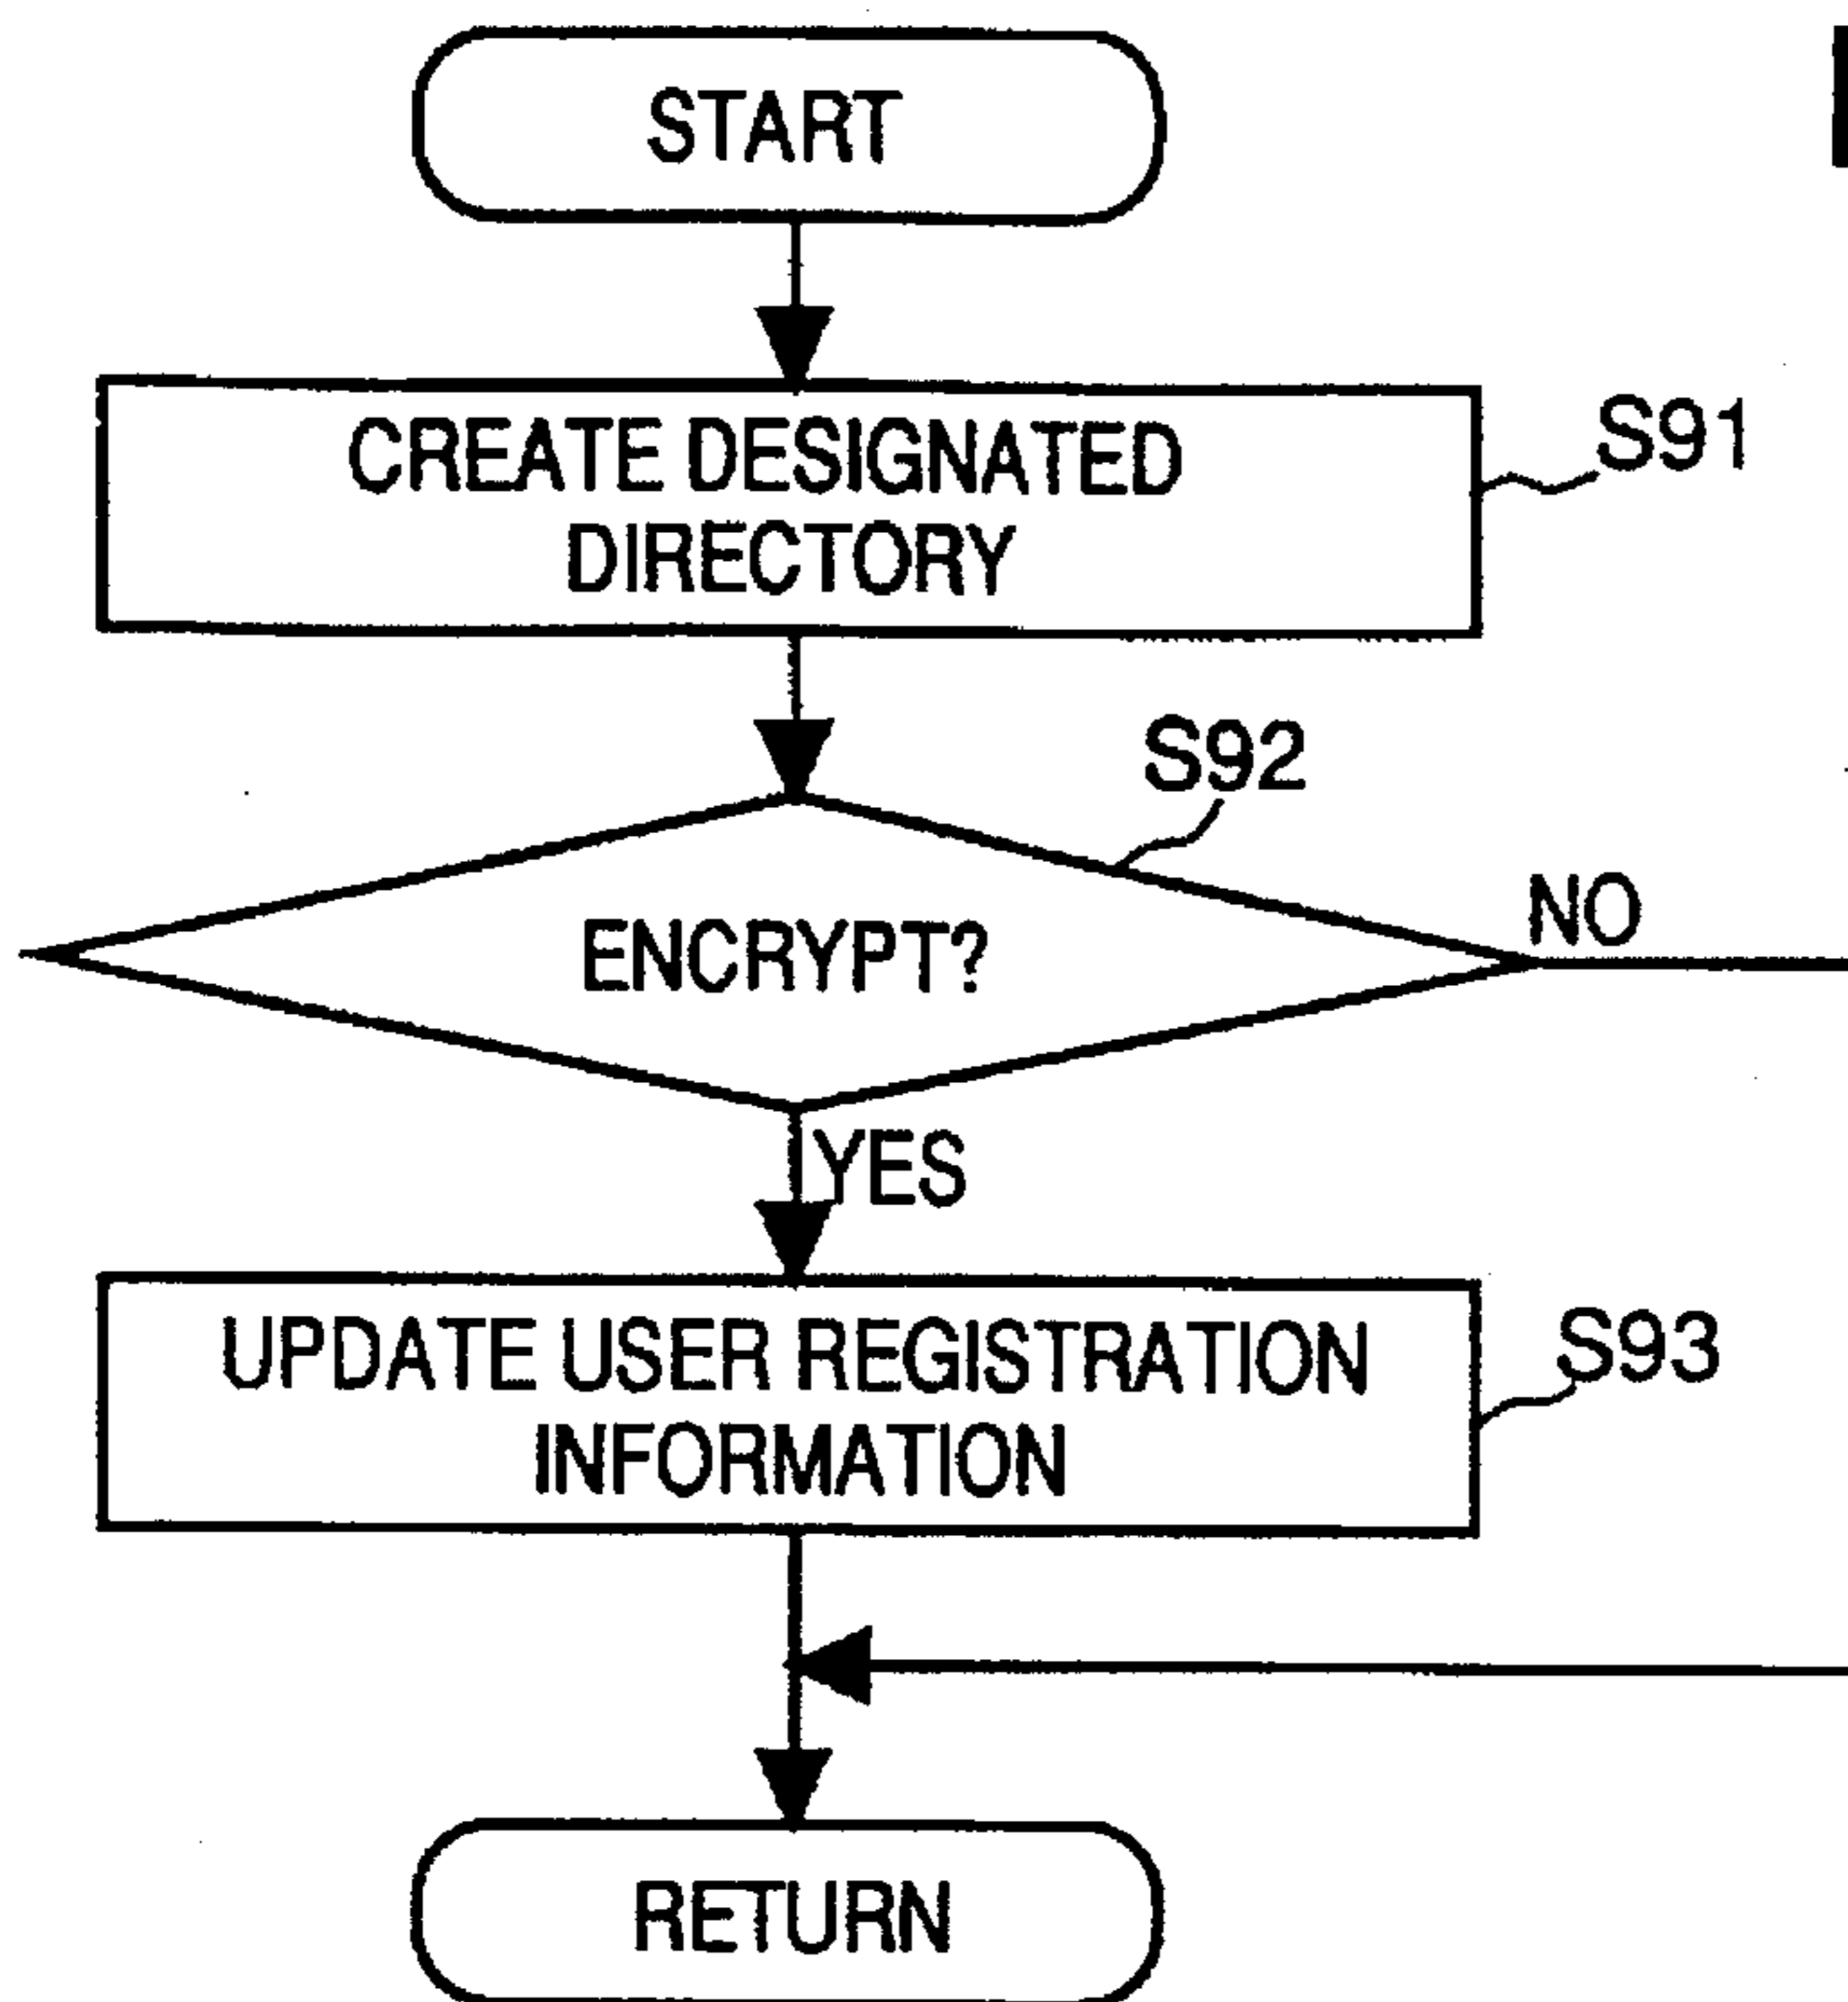 START
CREATE DESIGNATED
DIRECTORY
S91
S92
ENCRYPT?
NO
YES
UPDATE USER REGISTRATION
INFORMATION
S93
RETURN